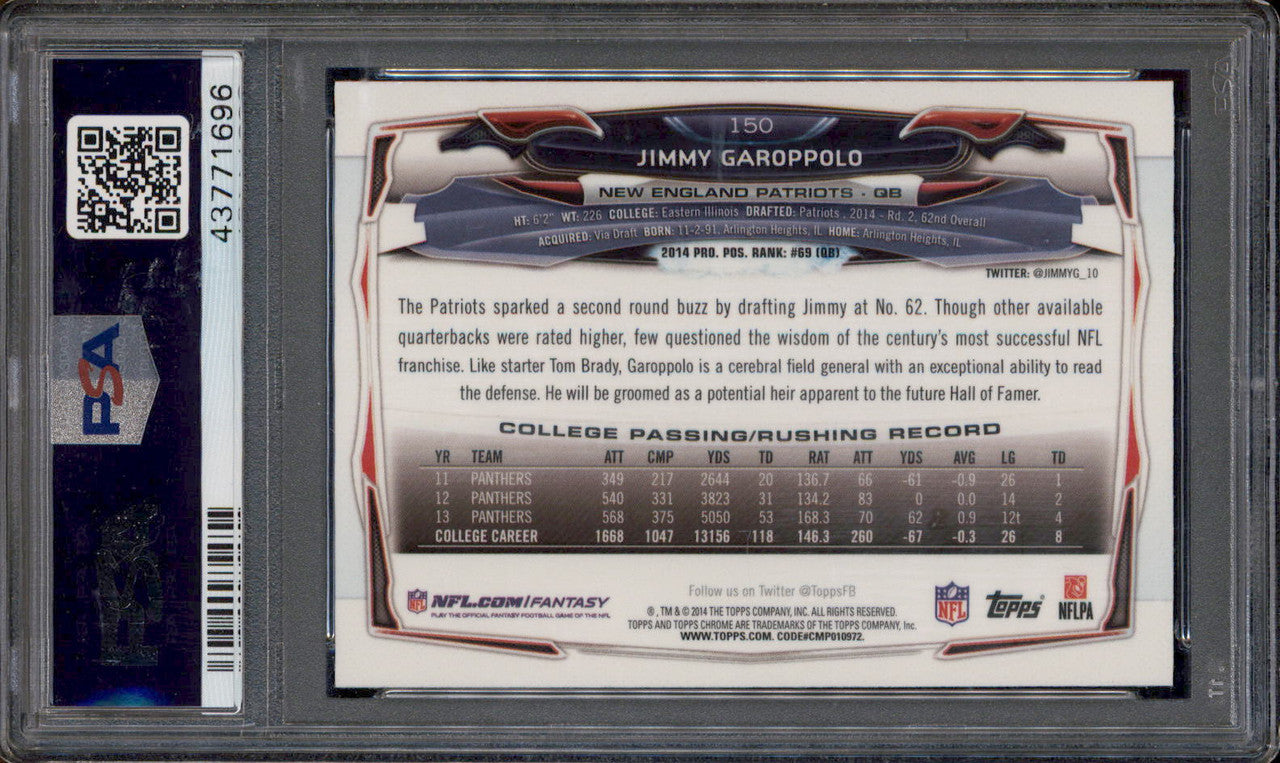 43771696
PSA
150
JIMMY GAROPPOLO
NEW ENGLAND PATRIOTS - QB
HT: 6'2" WT: 226 COLLEGE: Eastern Illinois DRAFTED: Patriots , 2014 - Rd. 2, 62nd Overall
ACQUIRED: Via Draft BORN: 11-2-91, Arlington Heights, IL HOME: Arlington Heights, IL
2014 PRO. POS. RANK: #69 (QB)
TWITTER: @JIMMYG_10
The Patriots sparked a second round buzz by drafting Jimmy at No. 62. Though other available
quarterbacks were rated higher, few questioned the wisdom of the century's most successful NFL
franchise. Like starter Tom Brady, Garoppolo is a cerebral field general with an exceptional ability to read
the defense. He will be groomed as a potential heir apparent to the future Hall of Famer.
COLLEGE PASSING/RUSHING RECORD
YR TEAM ATT CMP YDS TD RAT ATT YDS AVG LG TD
11 PANTHERS 349 217 2644 20 136.7 66 -61 -0.9 26 1
12 PANTHERS 540 331 3823 31 134.2 83 0 0.0 14 2
13 PANTHERS 568 375 5050 53 168.3 70 62 0.9 12t 4
COLLEGE CAREER 1668 1047 13156 118 146.3 260 -67 -0.3 26 8
NFL NFL.COM/FANTASY
PLAY THE OFFICIAL FANTASY FOOTBALL GAME OF THE NFL
Follow us on Twitter @ToppsFB
®, TM & © 2014 THE TOPPS COMPANY, INC. ALL RIGHTS RESERVED.
TOPPS AND TOPPS CHROME ARE TRADEMARKS OF THE TOPPS COMPANY, Inc.
WWW.TOPPS.COM. CODE#CMP010972.
NFL
Topps
NFLPA